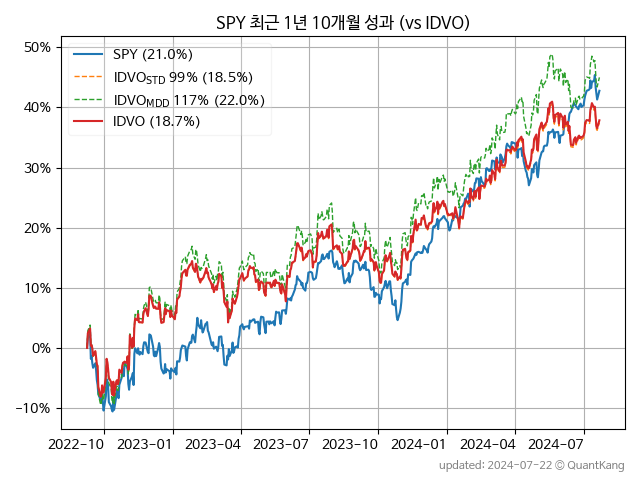 SPY 최근 1년 10개월 성과 (vs IDVO)
50%
40%
30%
20%
10%
0%
−10%
SPY (21.0%)
IDVOSTD 99% (18.5%)
IDVOMDD 117% (22.0%)
IDVO (18.7%)
2022−10 2023−01 2023−04 2023−07 2023−10 2024−01 2024−04 2024−07
updated: 2024-07-22 © QuantKang